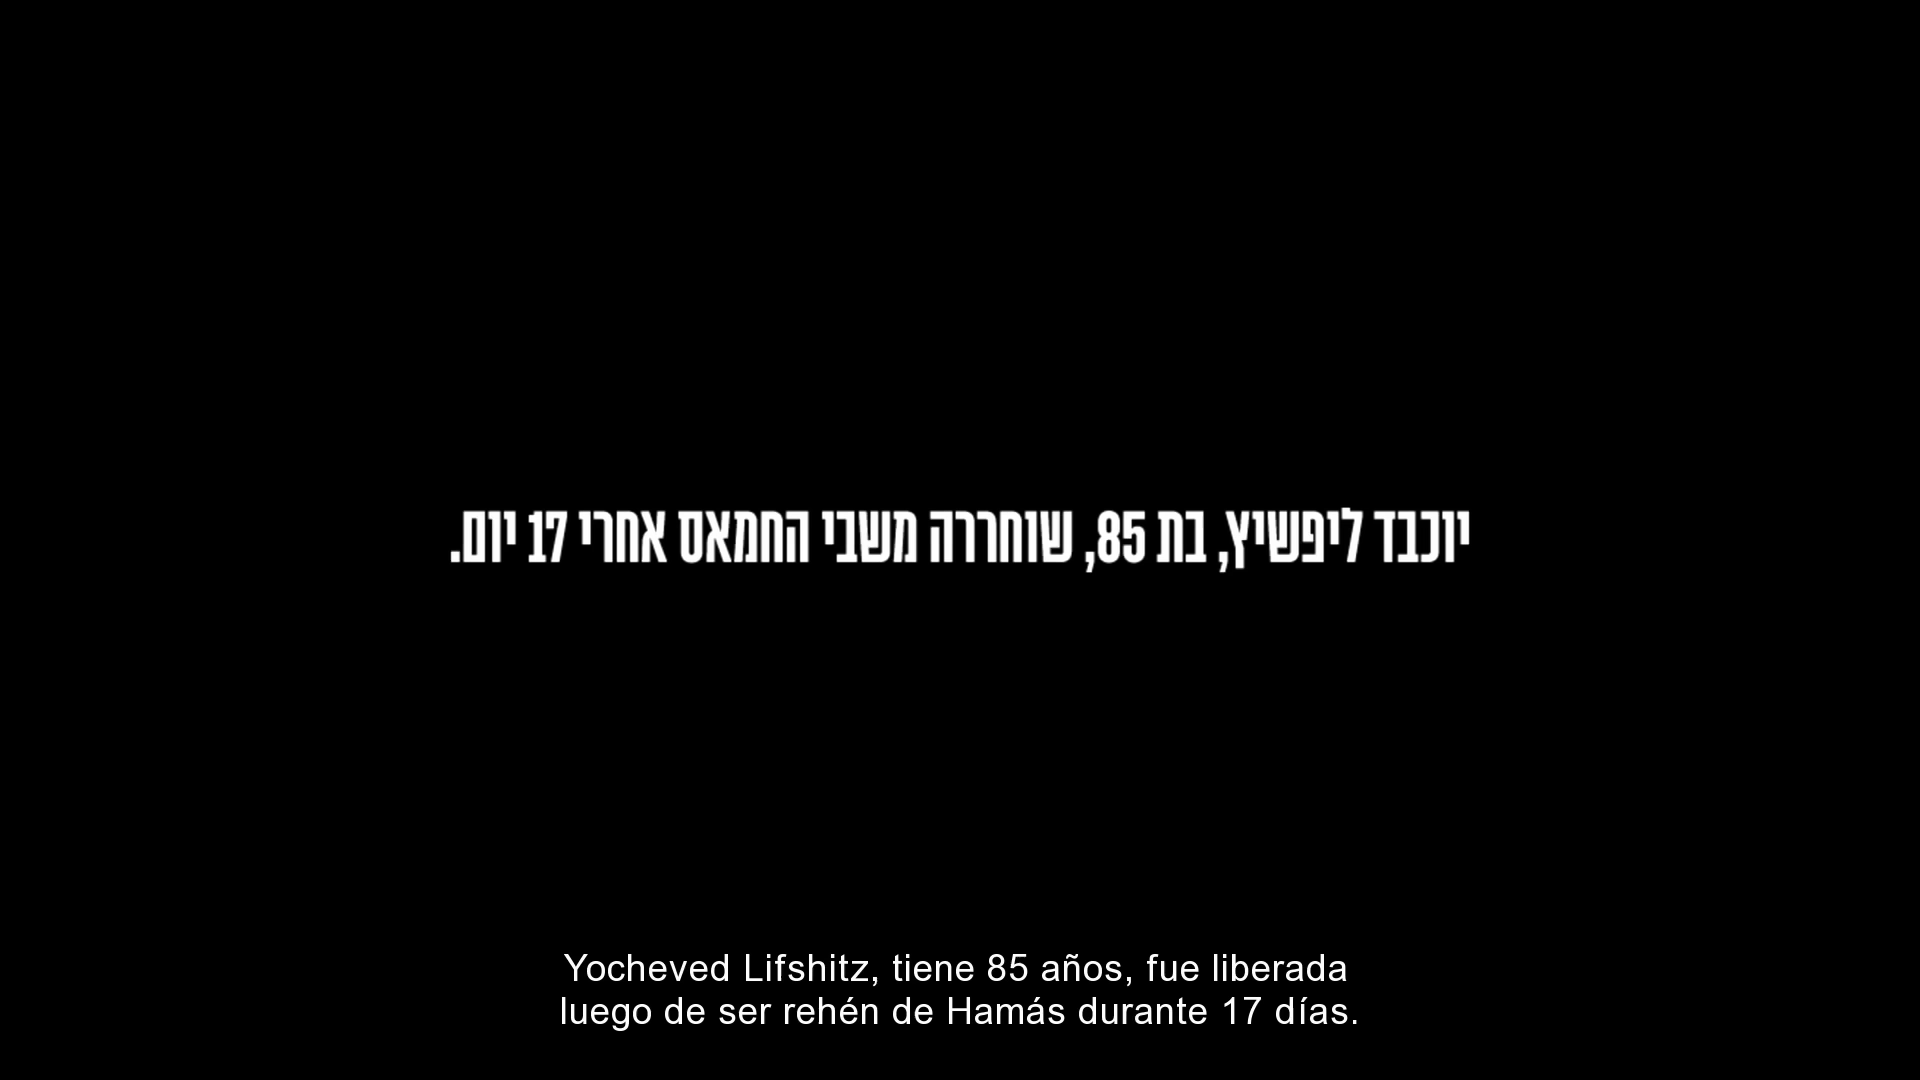 יוכבד ליפשיץ, בת 85, שוחררה משבי החמאס אחרי 17 יום.
Yocheved Lifshitz, tiene 85 años, fue liberada
luego de ser rehén de Hamás durante 17 días.